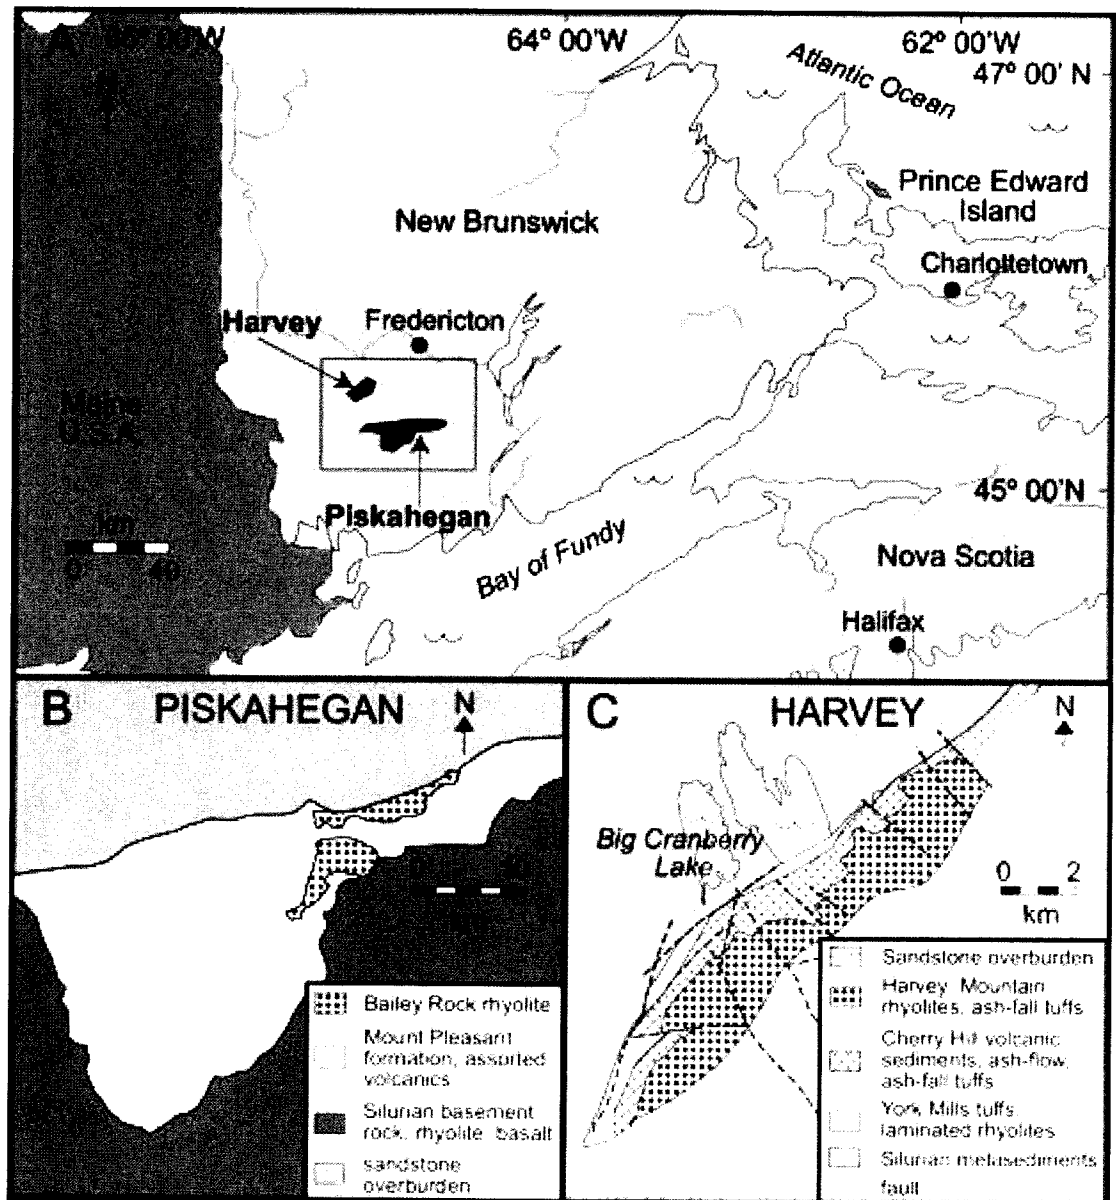 A
66° 00'W
64° 00'W
62° 00'W
47° 00' N
Atlantic Ocean
Prince Edward
Island
New Brunswick
Charlottetown
Harvey
Fredericton
Maine
U.S.A.
45° 00'N
km
0 40
Piskahegan
Bay of Fundy
Nova Scotia
Halifax
B PISKAHEGAN N
Bailey Rock rhyolite
Mount Pleasant
formation, assorted
volcanics
Silurian basement
rock, rhyolite basalt
sandstone
overburden
C HARVEY N
Big Cranberry
Lake
0 2
km
Sandstone overburden
Harvey Mountain
rhyolites, ash-fall tuffs
Cherry Hill volcanic
sediments, ash-flow,
ash-fall tuffs
York Mills tuffs,
laminated rhyolites
Silurian metasediments
fault